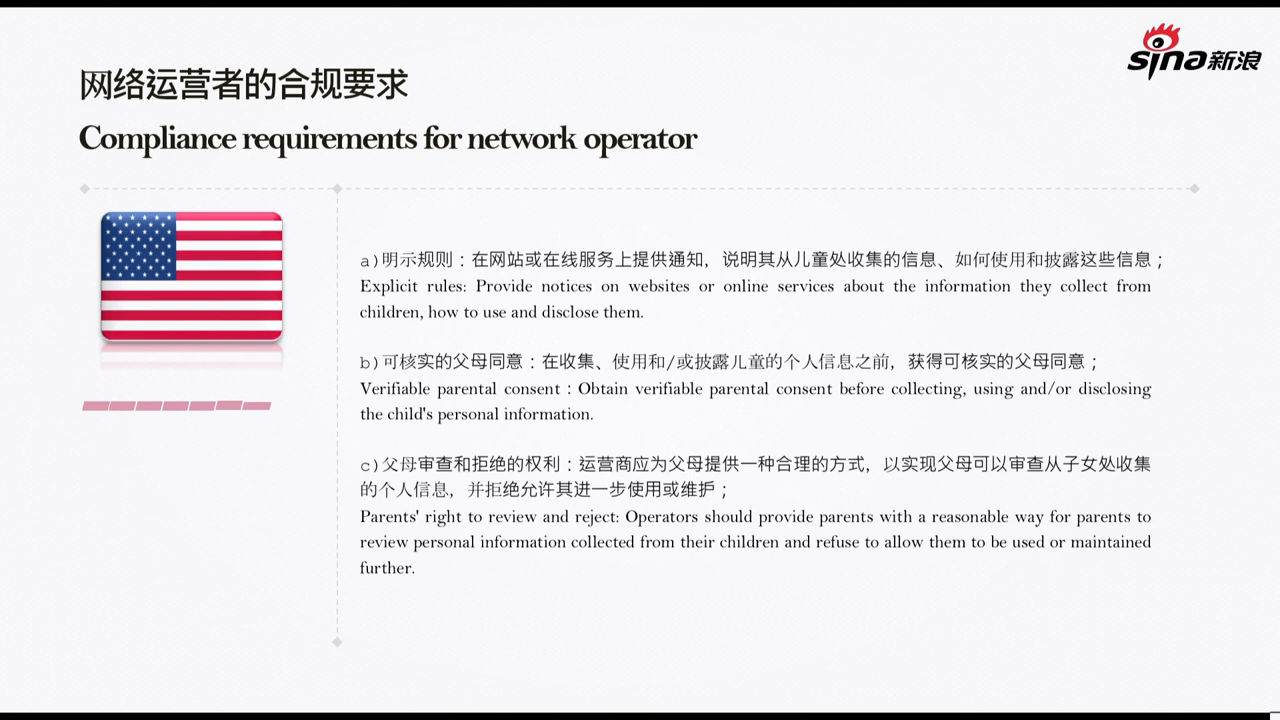 sina新浪
网络运营者的合规要求
Compliance requirements for network operator
a)明示规则：在网站或在线服务上提供通知，说明其从儿童处收集的信息、如何使用和披露这些信息；
Explicit rules: Provide notices on websites or online services about the information they collect from
children, how to use and disclose them.
b)可核实的父母同意：在收集、使用和/或披露儿童的个人信息之前，获得可核实的父母同意；
Verifiable parental consent：Obtain verifiable parental consent before collecting, using and/or disclosing
the child's personal information.
c)父母审查和拒绝的权利：运营商应为父母提供一种合理的方式，以实现父母可以审查从子女处收集
的个人信息，并拒绝允许其进一步使用或维护；
Parents' right to review and reject: Operators should provide parents with a reasonable way for parents to
review personal information collected from their children and refuse to allow them to be used or maintained
further.